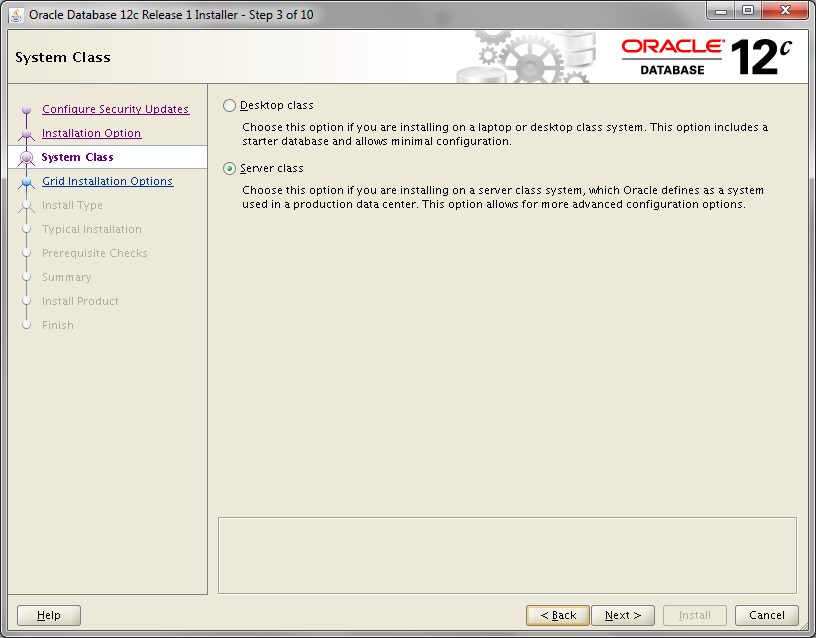 Oracle Database 12c Release 1 Installer - Step 3 of 10
System Class
ORACLE
DATABASE
12c
Configure Security Updates
Installation Option
System Class
Grid Installation Options
Install Type
Typical Installation
Prerequisite Checks
Summary
Install Product
Finish
Desktop class
Choose this option if you are installing on a laptop or desktop class system. This option includes a
starter database and allows minimal configuration.
Server class
Choose this option if you are installing on a server class system, which Oracle defines as a system
used in a production data center. This option allows for more advanced configuration options.
Help
< Back
Next >
Install
Cancel